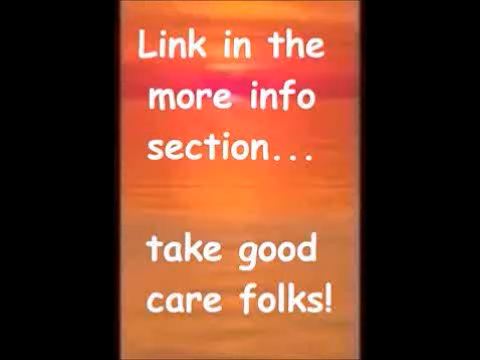 Link in the
more info
section...
take good
care folks!